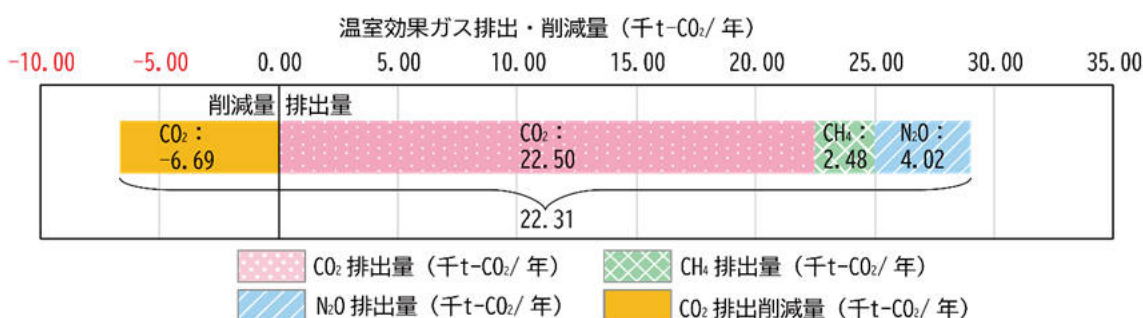 温室効果ガス排出・削減量（千t-CO₂/ 年）
-10.00 -5.00 0.00 5.00 10.00 15.00 20.00 25.00 30.00 35.00
削減量 排出量
CO₂： CO₂： CH₄： N₂O：
-6.69 22.50 2.48 4.02
22.31
CO₂ 排出量（千t-CO₂/ 年） CH₄ 排出量（千t-CO₂/ 年）
N₂O 排出量（千t-CO₂/ 年） CO₂ 排出削減量（千t-CO₂/ 年）